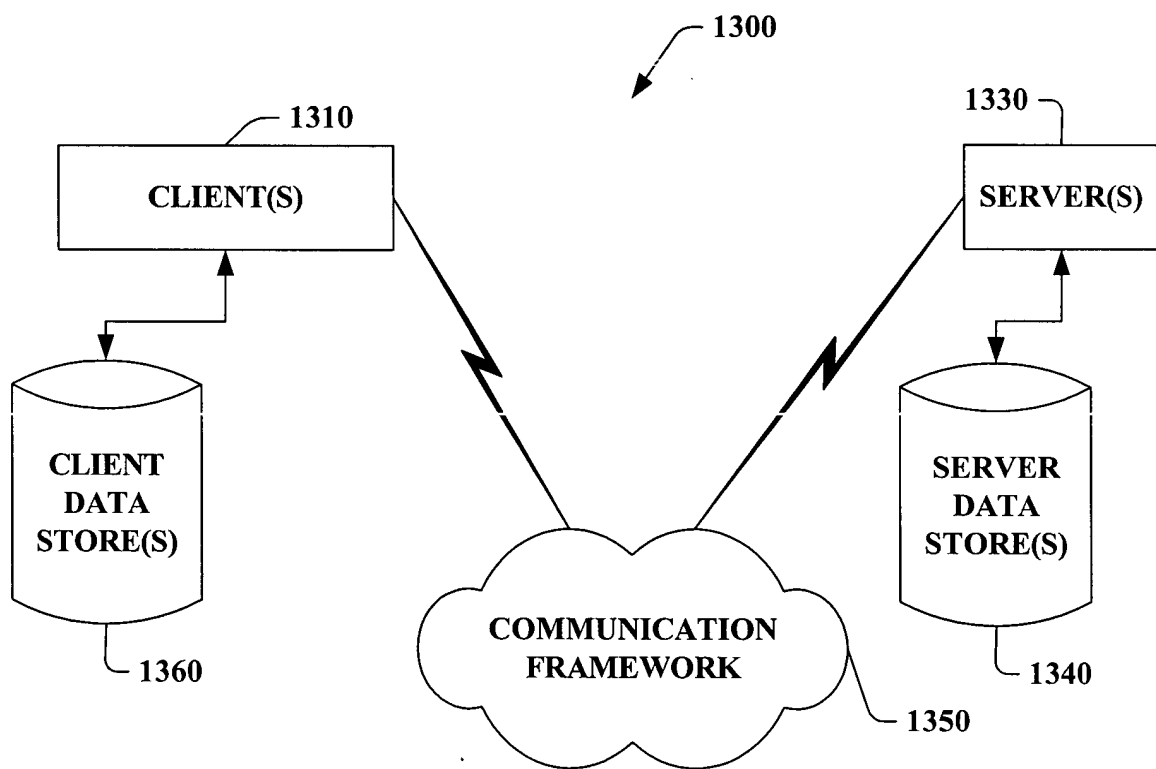 1300
1310
1330
CLIENT(S)
SERVER(S)
CLIENT
DATA
STORE(S)
SERVER
DATA
STORE(S)
COMMUNICATION
FRAMEWORK
1360
1340
1350